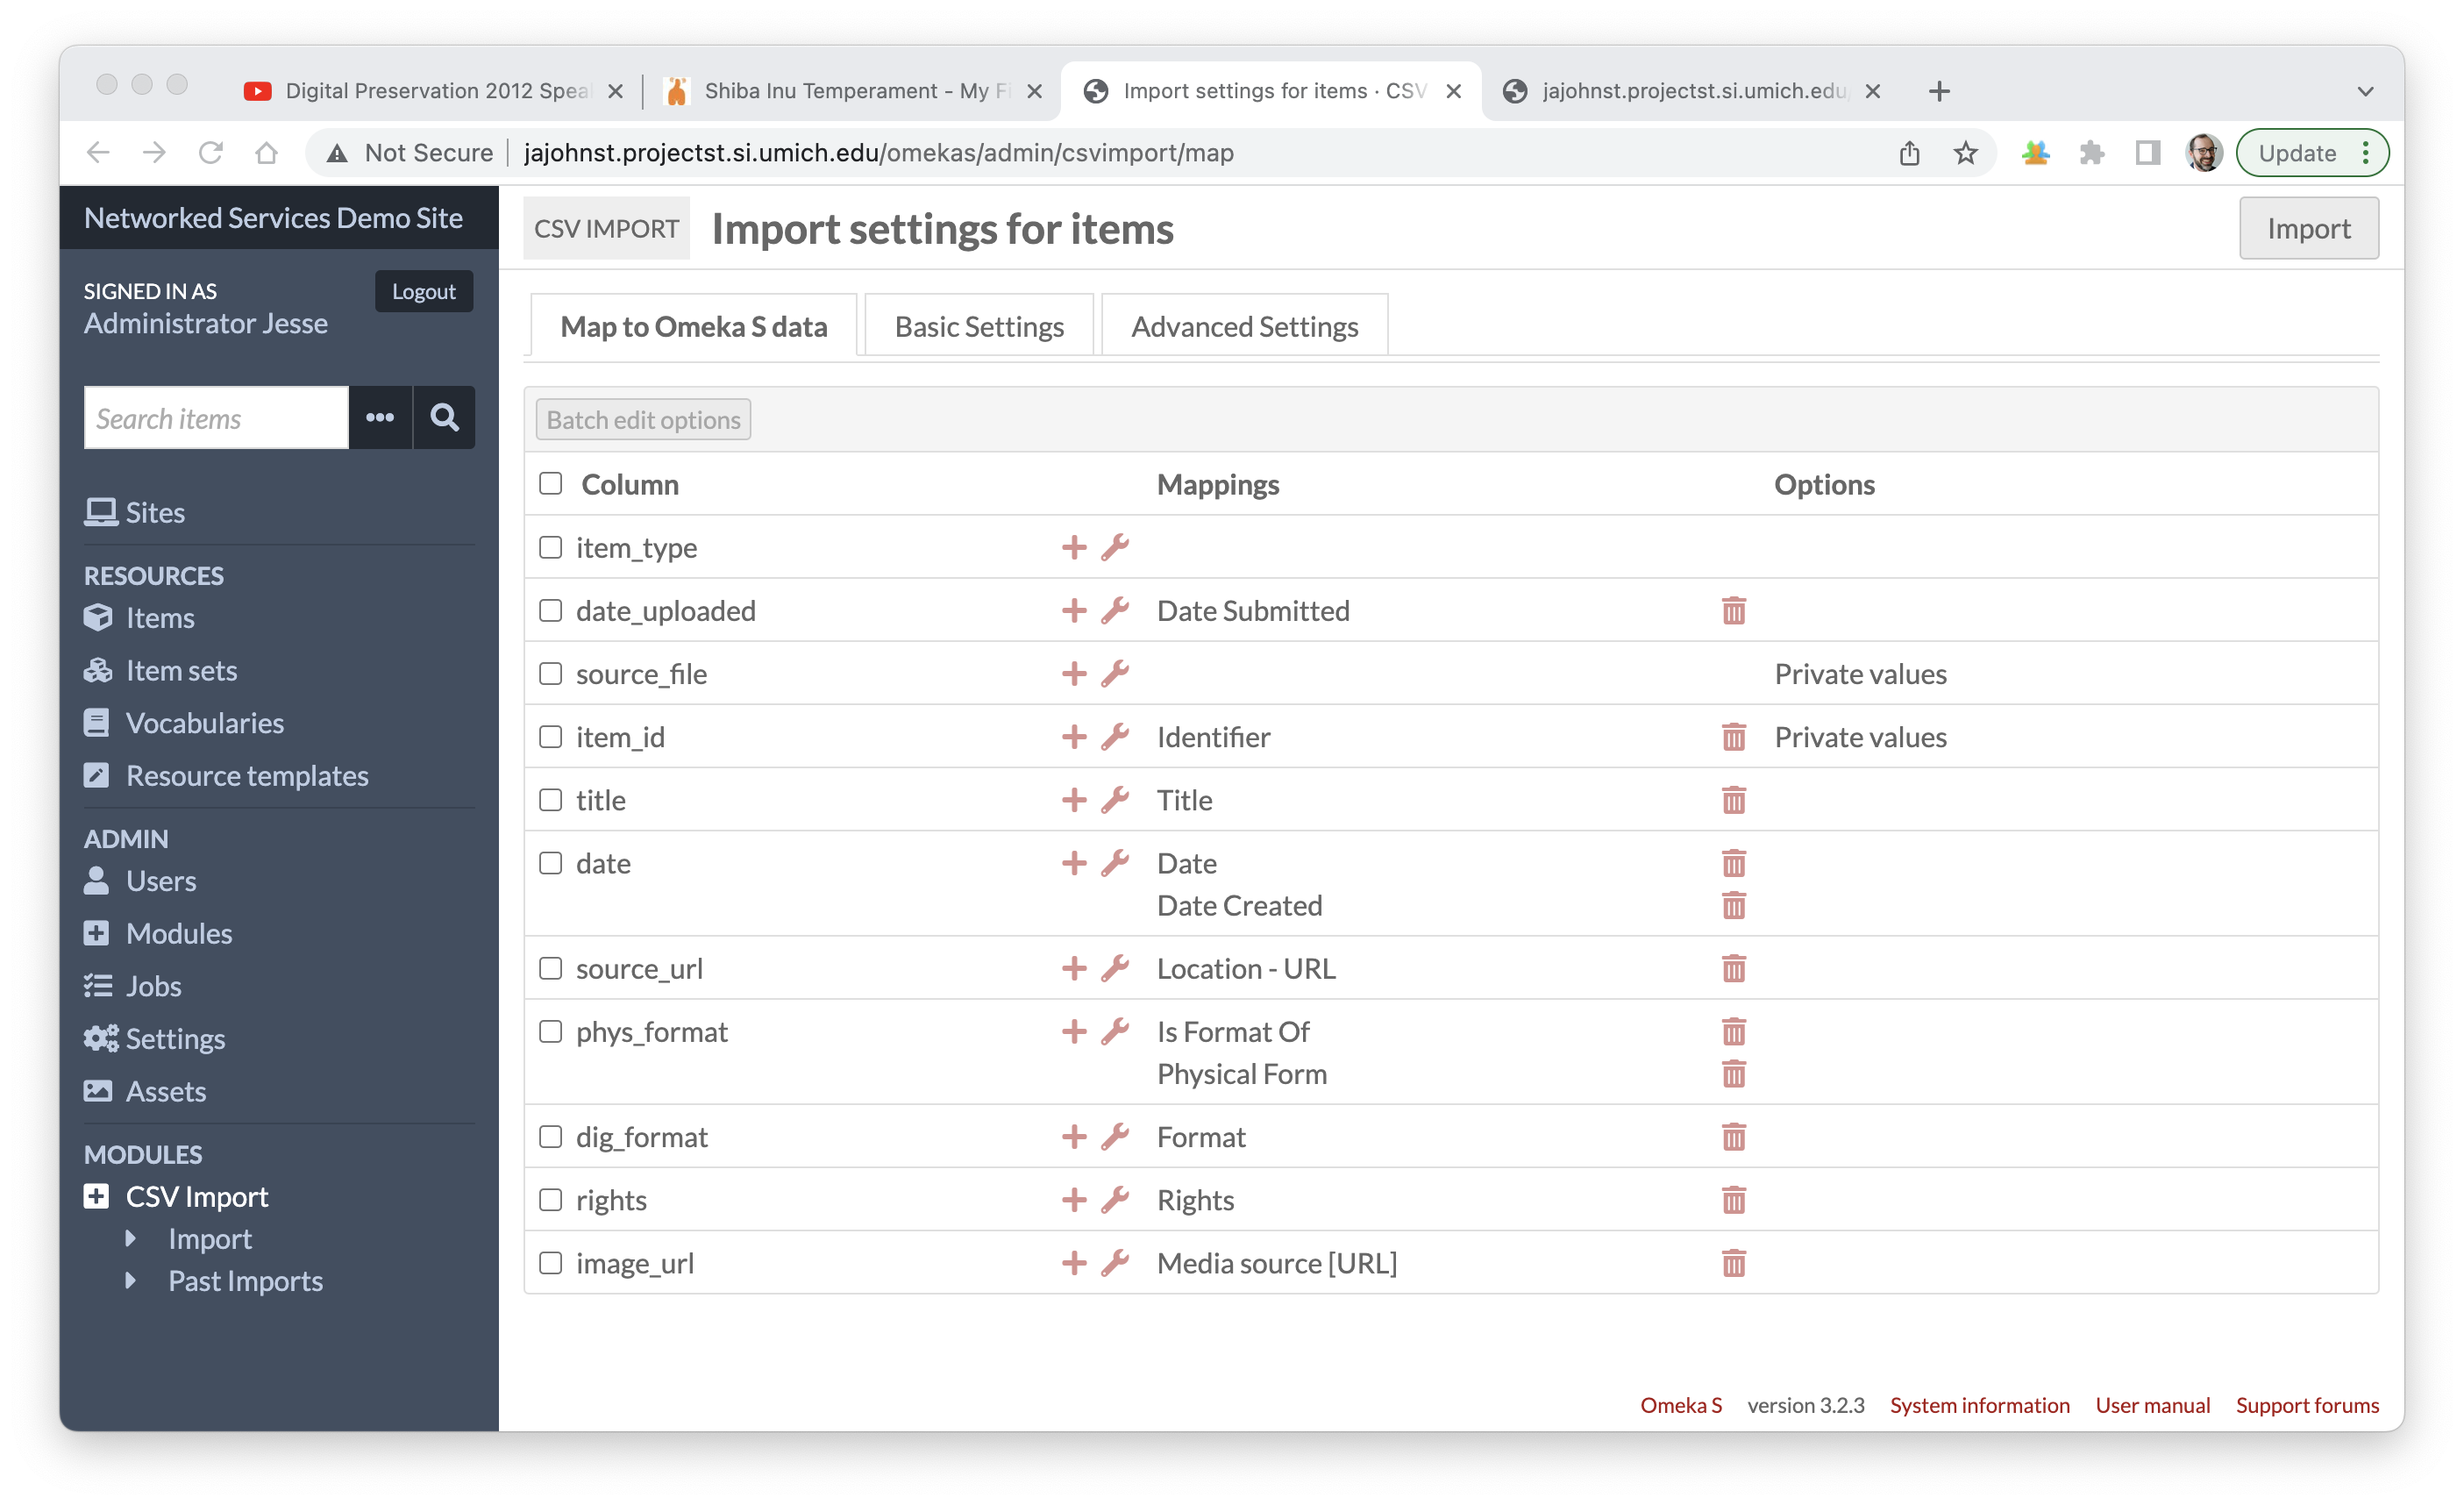 Digital Preservation 2012 Spea
Shiba Inu Temperament - My Fi
Import settings for items · CSV
jajohnst.projectst.si.umich.edu/
Not Secure
jajohnst.projectst.si.umich.edu/omekas/admin/csvimport/map
Update
Networked Services Demo Site
SIGNED IN AS
Administrator Jesse
Logout
Search items
Sites
RESOURCES
Items
Item sets
Vocabularies
Resource templates
ADMIN
Users
Modules
Jobs
Settings
Assets
MODULES
CSV Import
Import
Past Imports
CSV IMPORT
Import settings for items
Import
Map to Omeka S data
Basic Settings
Advanced Settings
Batch edit options
Column Mappings Options
item_type
date_uploaded Date Submitted
source_file Private values
item_id Identifier Private values
title Title
date Date
Date Created
source_url Location - URL
phys_format Is Format Of
Physical Form
dig_format Format
rights Rights
image_url Media source [URL]
Omeka S version 3.2.3 System information User manual Support forums